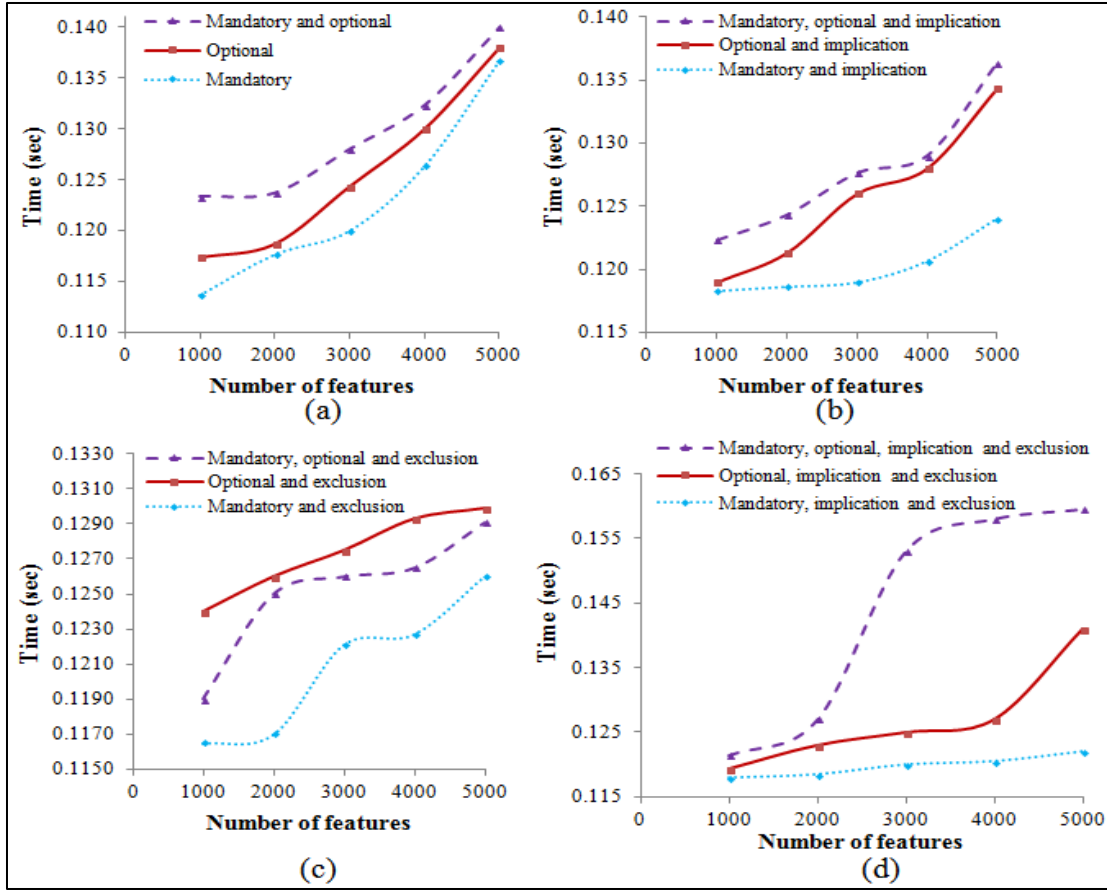 0.140
0.135
0.130
0.125
0.120
0.115
0.110
Time (sec)
Mandatory and optional
Optional
Mandatory
0 1000 2000 3000 4000 5000
Number of features
(a)
0.140
0.135
0.130
0.125
0.120
0.115
Time (sec)
Mandatory, optional and implication
Optional and implication
Mandatory and implication
0 1000 2000 3000 4000 5000
Number of features
(b)
0.1330
0.1310
0.1290
0.1270
0.1250
0.1230
0.1210
0.1190
0.1170
0.1150
Time (sec)
Mandatory, optional and exclusion
Optional and exclusion
Mandatory and exclusion
0 1000 2000 3000 4000 5000
Number of features
(c)
0.165
0.155
0.145
0.135
0.125
0.115
Time (sec)
Mandatory, optional, implication and exclusion
Optional, implication and exclusion
Mandatory, implication and exclusion
0 1000 2000 3000 4000 5000
Number of features
(d)